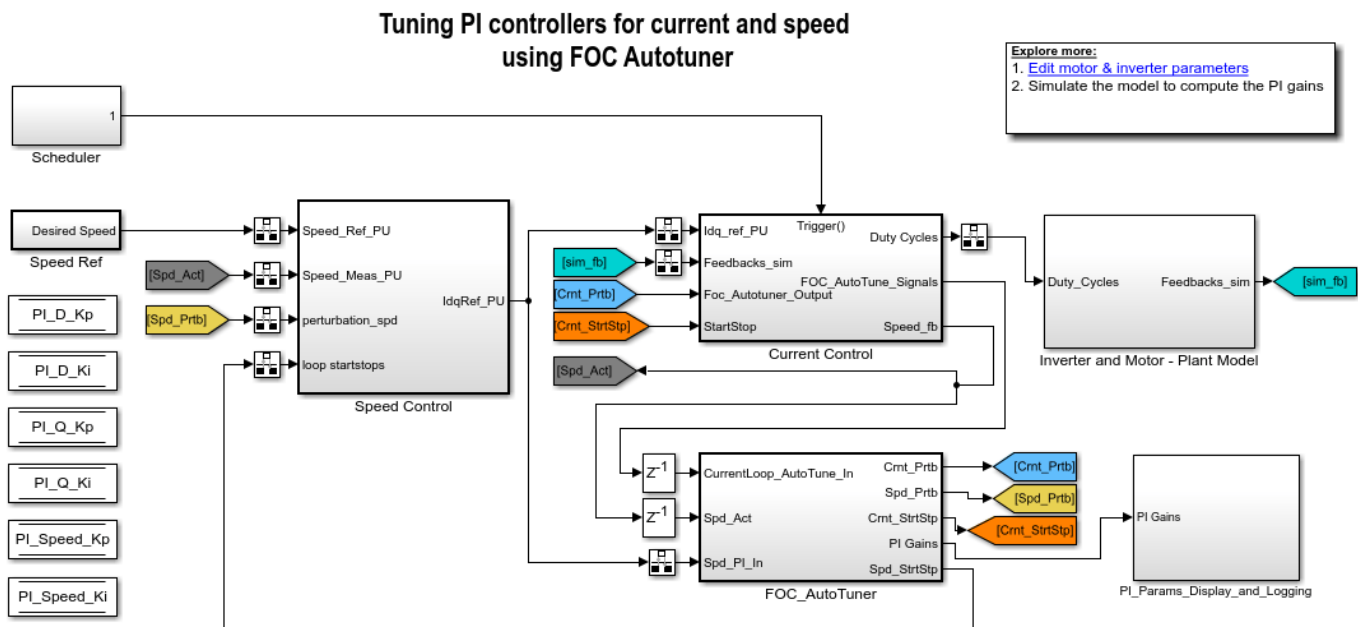 Tuning PI controllers for current and speed
using FOC Autotuner
Explore more:
1. Edit motor & inverter parameters
2. Simulate the model to compute the PI gains
1
Scheduler
Desired Speed
Speed Ref
[Spd_Act]
[Spd_Prtb]
Speed_Ref_PU
Speed_Meas_PU
perturbation_spd
loop startstops
IdqRef_PU
Speed Control
PI_D_Kp
PI_D_Ki
PI_Q_Kp
PI_Q_Ki
PI_Speed_Kp
PI_Speed_Ki
[sim_fb]
[Crnt_Prtb]
[Crnt_StrtStp]
[Spd_Act]
Trigger()
Idq_ref_PU
Feedbacks_sim
Foc_Autotuner_Output
StartStop
Duty Cycles
FOC_AutoTune_Signals
Speed_fb
Current Control
Duty_Cycles
Feedbacks_sim
Inverter and Motor - Plant Model
[sim_fb]
Z-1
Z-1
CurrentLoop_AutoTune_In
Spd_Act
Spd_PI_In
Crnt_Prtb
Spd_Prtb
Crnt_StrtStp
PI Gains
Spd_StrtStp
FOC_AutoTuner
[Crnt_Prtb]
[Spd_Prtb]
[Crnt_StrtStp]
PI Gains
PI_Params_Display_and_Logging